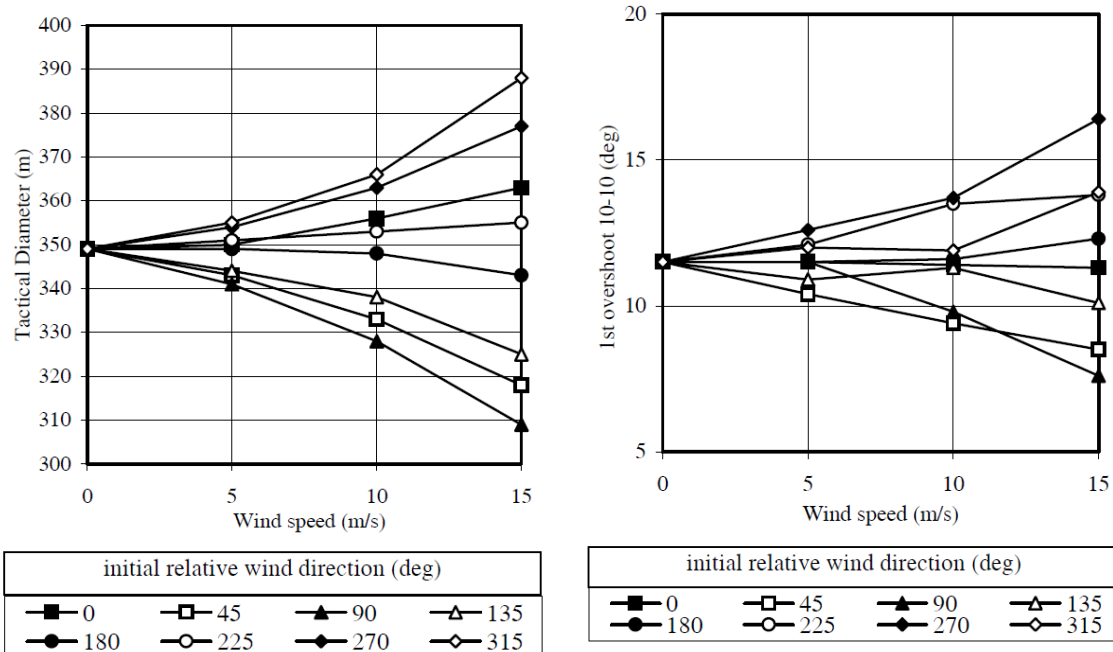 400
390
380
370
360
350
340
330
320
310
300
Tactical Diameter (m)
0 5 10 15
Wind speed (m/s)
initial relative wind direction (deg)
0 45 90 135
180 225 270 315
20
15
10
5
1st overshoot 10-10 (deg)
0 5 10 15
Wind speed (m/s)
initial relative wind direction (deg)
0 45 90 135
180 225 270 315